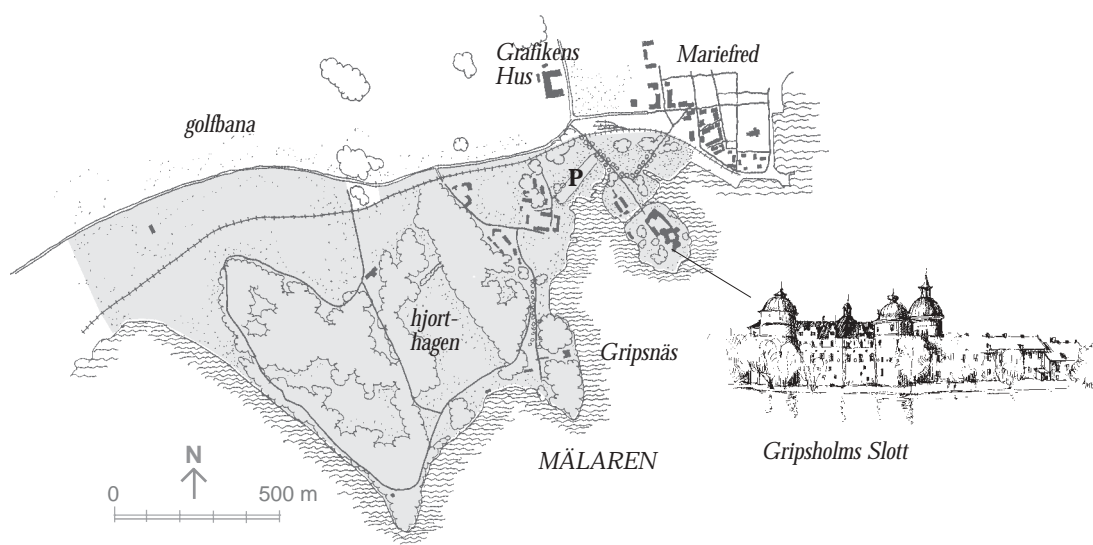 Grafikens
Hus
Mariefred
golfbana
P
hjort-
hagen
Gripsnäs
MÄLAREN
Gripsholms Slott
N
0
500 m